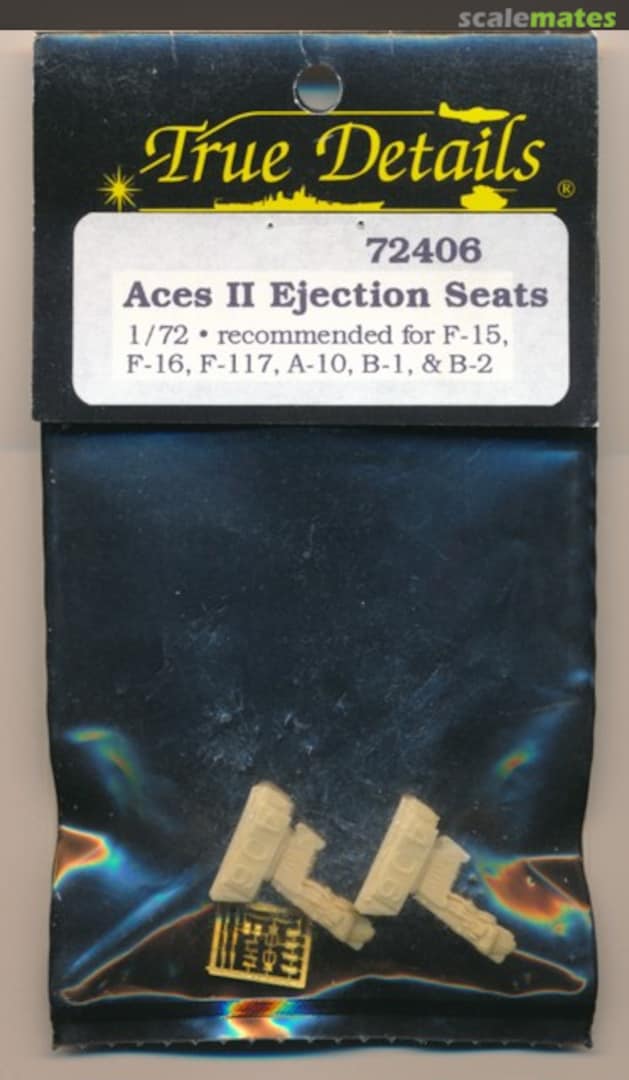 scalemates
True Details
®
72406
Aces II Ejection Seats
1/72 • recommended for F-15,
F-16, F-117, A-10, B-1, & B-2